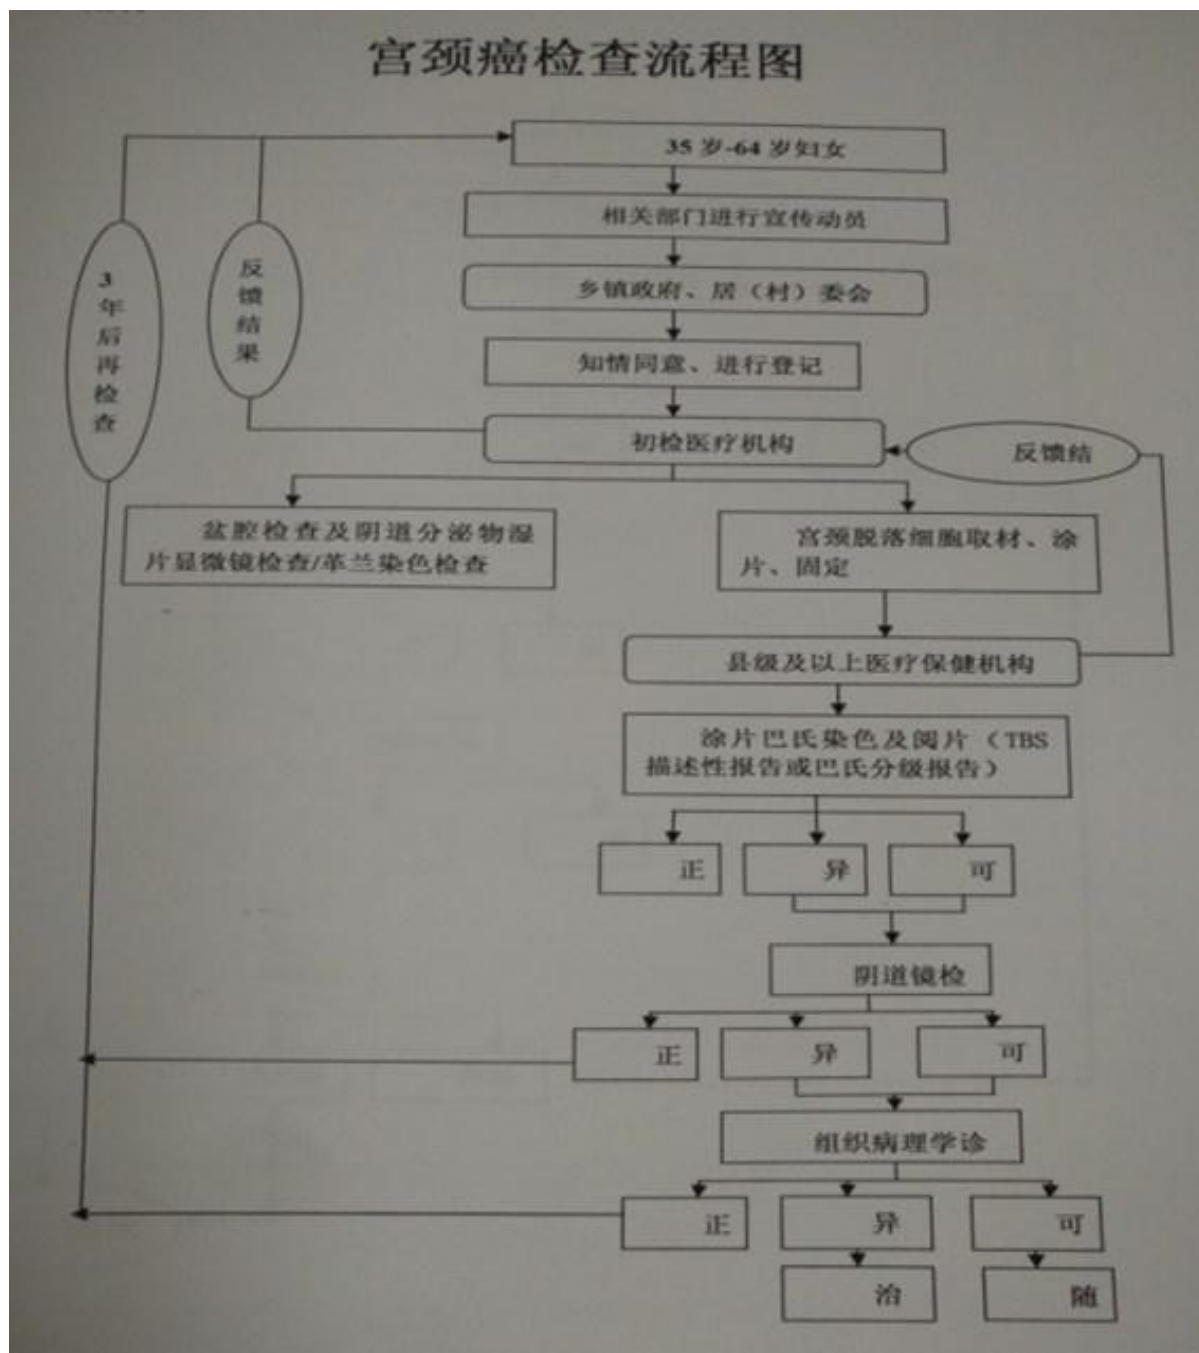 宫颈癌检查流程图
35岁-64岁妇女
相关部门进行宣传动员
乡镇政府、居（村）委会
知情同意、进行登记
初检医疗机构
反馈结
3年后再检查
反馈结果
盆腔检查及阴道分泌物湿
片显微镜检查/革兰染色检查
宫颈脱落细胞取材、涂
片、固定
县级及以上医疗保健机构
涂片巴氏染色及阅片（TBS
描述性报告或巴氏分级报告）
正
异
可
阴道镜检
正
异
可
组织病理学诊
正
异
可
治
随